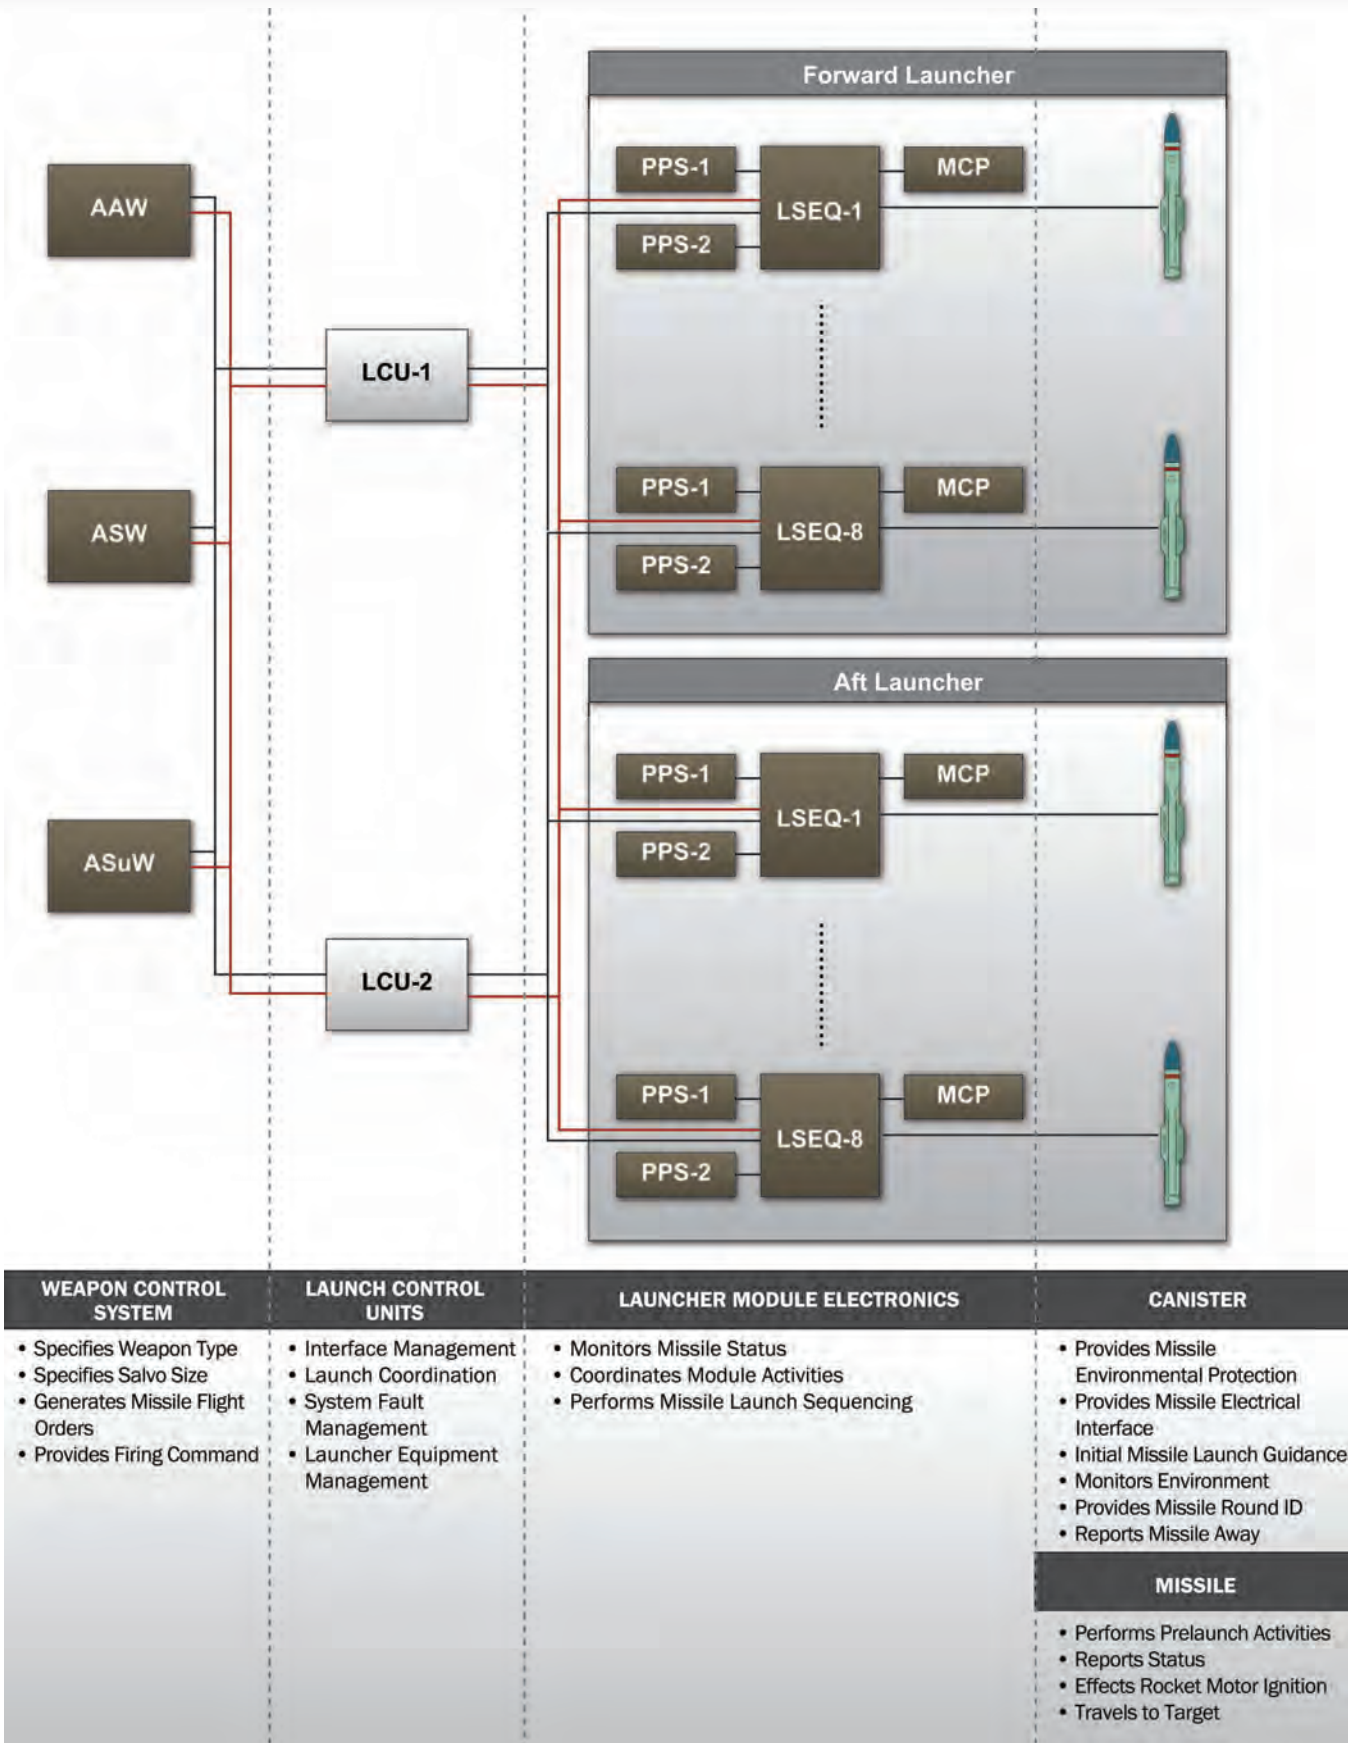 Forward Launcher
AAW
PPS-1
LSEQ-1
MCP
PPS-2
LCU-1
ASW
PPS-1
LSEQ-8
MCP
PPS-2
Aft Launcher
PPS-1
LSEQ-1
MCP
PPS-2
ASuW
LCU-2
PPS-1
LSEQ-8
MCP
PPS-2
WEAPON CONTROL
SYSTEM
• Specifies Weapon Type
• Specifies Salvo Size
• Generates Missile Flight
Orders
• Provides Firing Command
LAUNCH CONTROL
UNITS
• Interface Management
• Launch Coordination
• System Fault
Management
• Launcher Equipment
Management
LAUNCHER MODULE ELECTRONICS
• Monitors Missile Status
• Coordinates Module Activities
• Performs Missile Launch Sequencing
CANISTER
• Provides Missile
Environmental Protection
• Provides Missile Electrical
Interface
• Initial Missile Launch Guidance
• Monitors Environment
• Provides Missile Round ID
• Reports Missile Away
MISSILE
• Performs Prelaunch Activities
• Reports Status
• Effects Rocket Motor Ignition
• Travels to Target